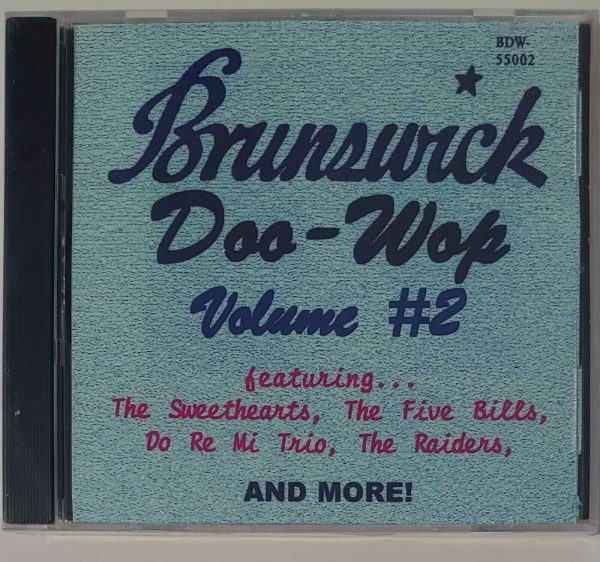 BDW-
55002
Brunswick
Doo-Wop
Volume #2
featuring...
The Sweethearts, The Five Bills,
Do Re Mi Trio, The Raiders,
AND MORE!